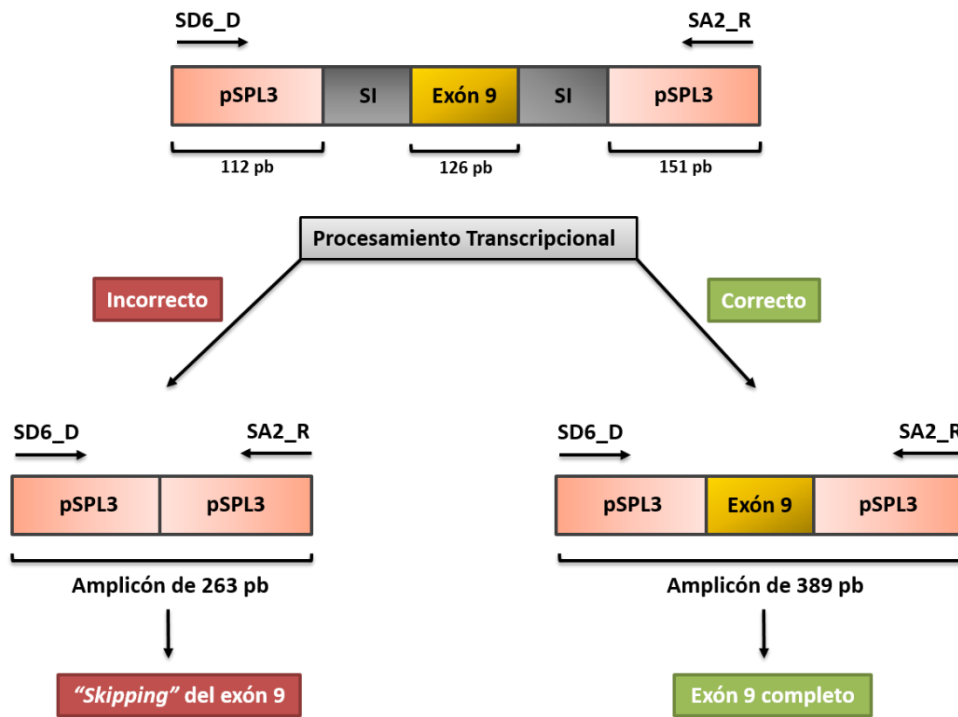 SD6_D SA2_R
pSPL3 SI Exón 9 SI pSPL3
112 pb 126 pb 151 pb
Procesamiento Transcripcional
Incorrecto Correcto
SD6_D SA2_R SD6_D SA2_R
pSPL3 pSPL3 pSPL3 Exón 9 pSPL3
Amplicón de 263 pb Amplicón de 389 pb
“Skipping” del exón 9 Exón 9 completo